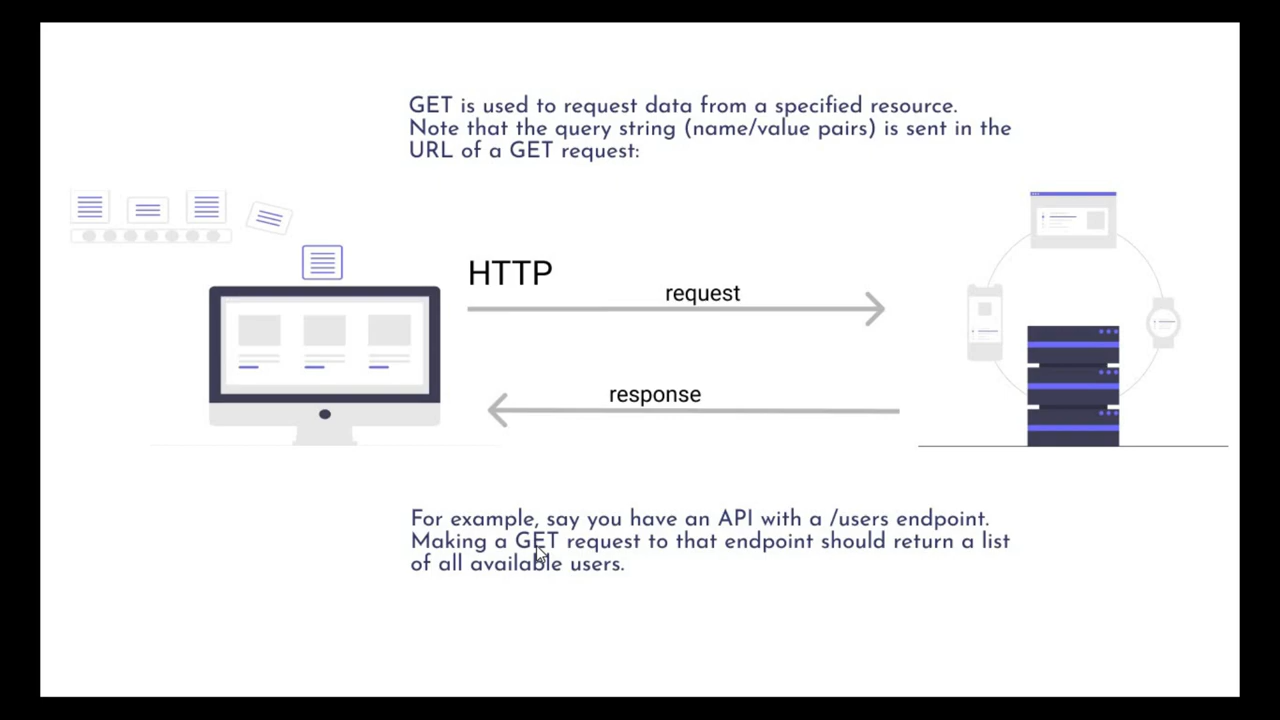 GET is used to request data from a specified resource.
Note that the query string (name/value pairs) is sent in the
URL of a GET request:
HTTP
request
response
For example, say you have an API with a /users endpoint.
Making a GET request to that endpoint should return a list
of all available users.